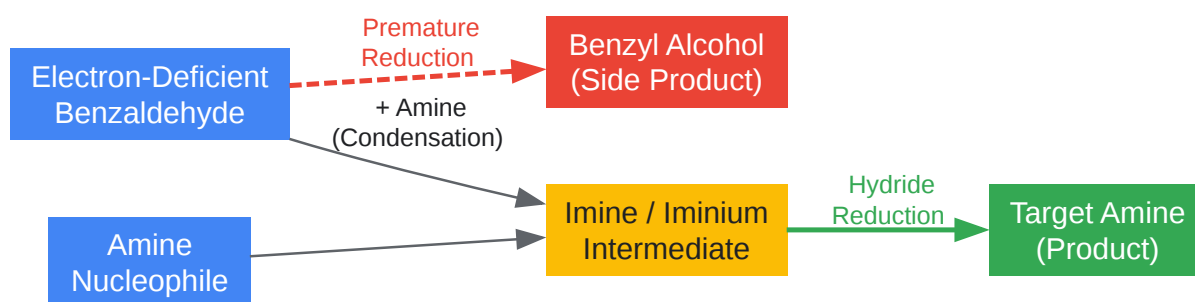 Electron-Deficient
Benzaldehyde
Premature
Reduction
Benzyl Alcohol
(Side Product)
+ Amine
(Condensation)
Amine
Nucleophile
Imine / Iminium
Intermediate
Hydride
Reduction
Target Amine
(Product)